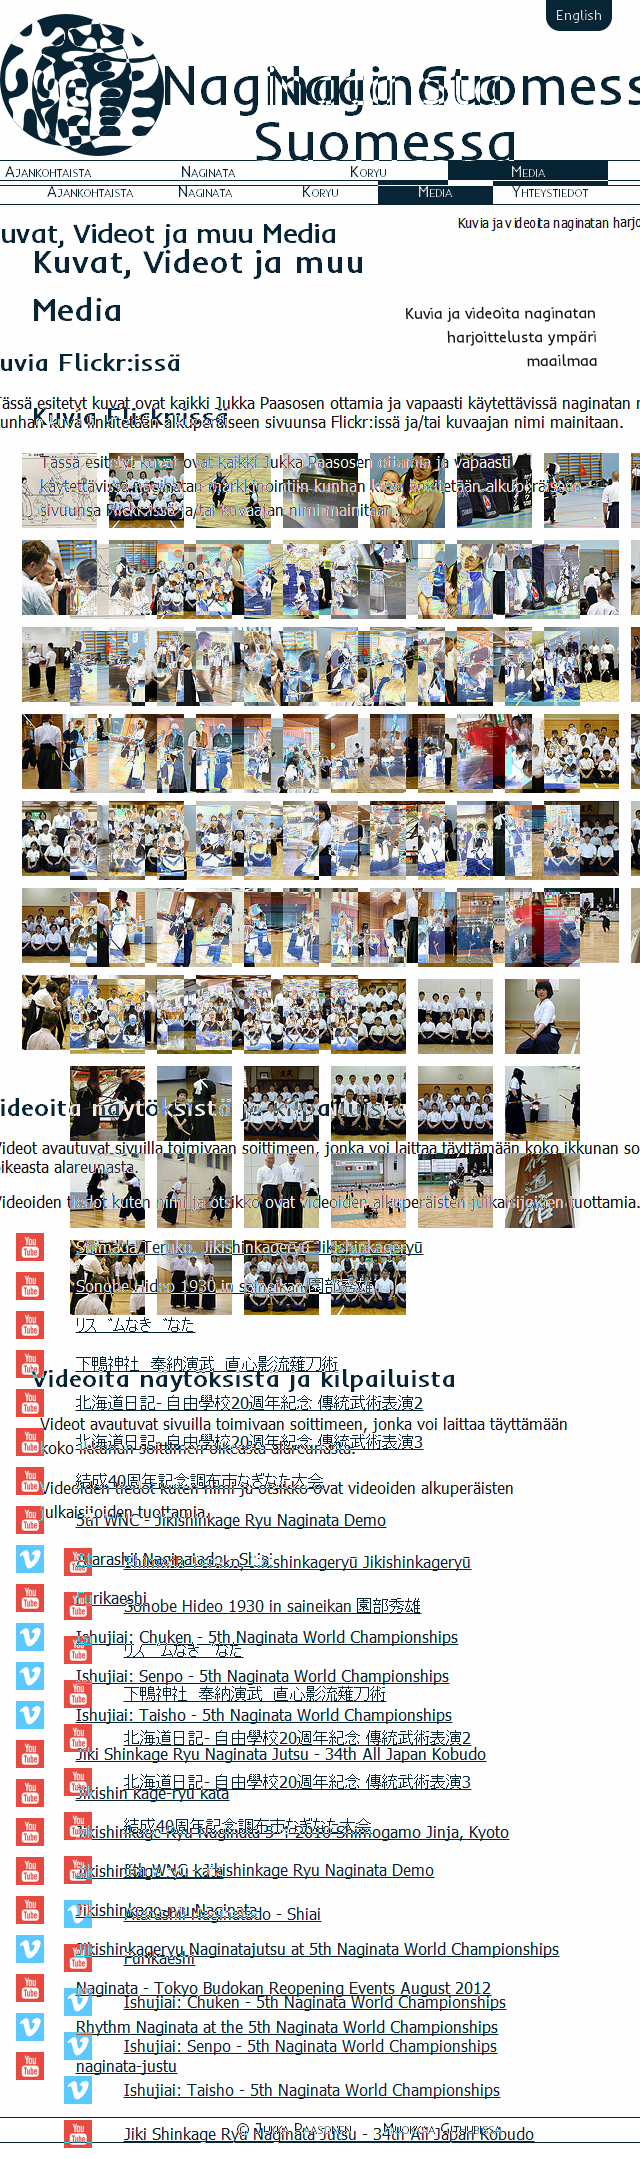 English
Naginata Suomessa
Naginata
Suomessa
Ajankohtaista Naginata Koryu Media
Ajankohtaista Naginata Koryu Media Yhteystiedot
uvat, Videot ja muu Media
Kuvia ja videoita naginatan harjo
Kuvat, Videot ja muu
Media
Kuvia ja videoita naginatan
harjoittelusta ympäri
maailmaa
uvia Flickr:issä
Tässä esitetyt kuvat ovat kaikki Jukka Paasosen ottamia ja vapaasti käytettävissä naginatan m
Kuvia Flickr:issä
kunhan kuva linkitetään alkuperäiseen sivuunsa Flickr:issä ja/tai kuvaajan nimi mainitaan.
Tässä esitetyt kuvat ovat kaikki Jukka Paasosen ottamia ja vapaasti
käytettävissä naginatan markkinointiin kunhan kuva linkitetään alkuperäiseen
sivuunsa Flickr:issä ja/tai kuvaajan nimi mainitaan.
ideoita näytöksistä ja kilpailuista
Videot avautuvat sivuilla toimivaan soittimeen, jonka voi laittaa täyttämään koko ikkunan so
oikeasta alareunasta.
Videoiden tiedot kuten nimi ja otsikko ovat videoiden alkuperäisten julkaisijoiden tuottamia.
Shimada Teruko, Jikishinkageryū Jikishinkageryū
Sonobe Hideo 1930 in saineikan 園部秀雄
リズムなぎなた
下鴨神社 奉納演武 直心影流薙刀術
Videoita näytöksistä ja kilpailuista
北海道日記- 自由學校20週年紀念 傳統武術表演2
Videot avautuvat sivuilla toimivaan soittimeen, jonka voi laittaa täyttämään
北海道日記- 自由學校20週年紀念 傳統武術表演3
koko ikkunan soittimen oikeasta alareunasta.
結成40周年記念調布市なぎなた大会
Videoiden tiedot kuten nimi ja otsikko ovat videoiden alkuperäisten
julkaisijoiden tuottamia.
5th WNC - Jikishinkage Ryu Naginata Demo
Atarashii Naginatado - Shiai
Shimada Teruko, Jikishinkageryū Jikishinkageryū
Furikaeshi
Sonobe Hideo 1930 in saineikan 園部秀雄
Ishujiai: Chuken - 5th Naginata World Championships
リズムなぎなた
Ishujiai: Senpo - 5th Naginata World Championships
下鴨神社 奉納演武 直心影流薙刀術
Ishujiai: Taisho - 5th Naginata World Championships
北海道日記- 自由學校20週年紀念 傳統武術表演2
Jiki Shinkage Ryu Naginata Jutsu - 34th All Japan Kobudo
北海道日記- 自由學校20週年紀念 傳統武術表演3
Jikishin kage-ryu kata
結成40周年記念調布市なぎなた大会
Jikishinkage Ryu Naginata 2010 Shimogamo Jinja, Kyoto
5th WNC - Jikishinkage Ryu Naginata Demo
Jikishinkage-ryu kata
Jikishinkage-ryu Naginata
Atarashii Naginatado - Shiai
Jikishinkageryu Naginatajutsu at 5th Naginata World Championships
Furikaeshi
Naginata - Tokyo Budokan Reopening Events August 2012
Ishujiai: Chuken - 5th Naginata World Championships
Rhythm Naginata at the 5th Naginata World Championships
Ishujiai: Senpo - 5th Naginata World Championships
naginata-justu
Ishujiai: Taisho - 5th Naginata World Championships
© Jukka Paasonen Muokkaa Githubissa
Jiki Shinkage Ryu Naginata Jutsu - 34th All Japan Kobudo